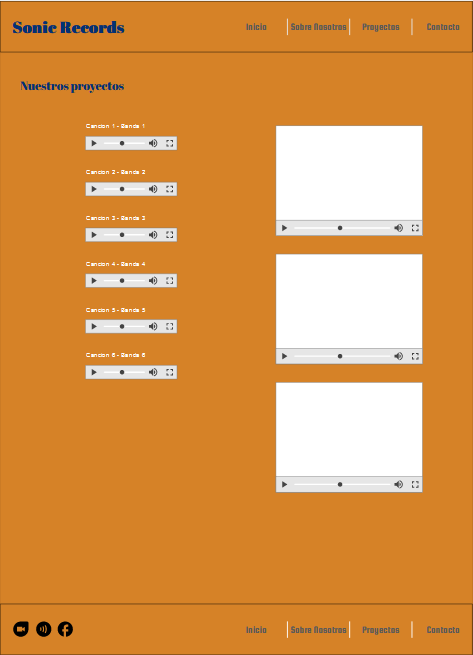 Sonic Records
Inicio
Sobre Nosotros
Proyectos
Contacto
Nuestros proyectos
Cancion 1 - Banda 1
Cancion 2 - Banda 2
Cancion 3 - Banda 3
Cancion 4 - Banda 4
Cancion 5 - Banda 5
Cancion 6 - Banda 6
Inicio
Sobre Nosotros
Proyectos
Contacto